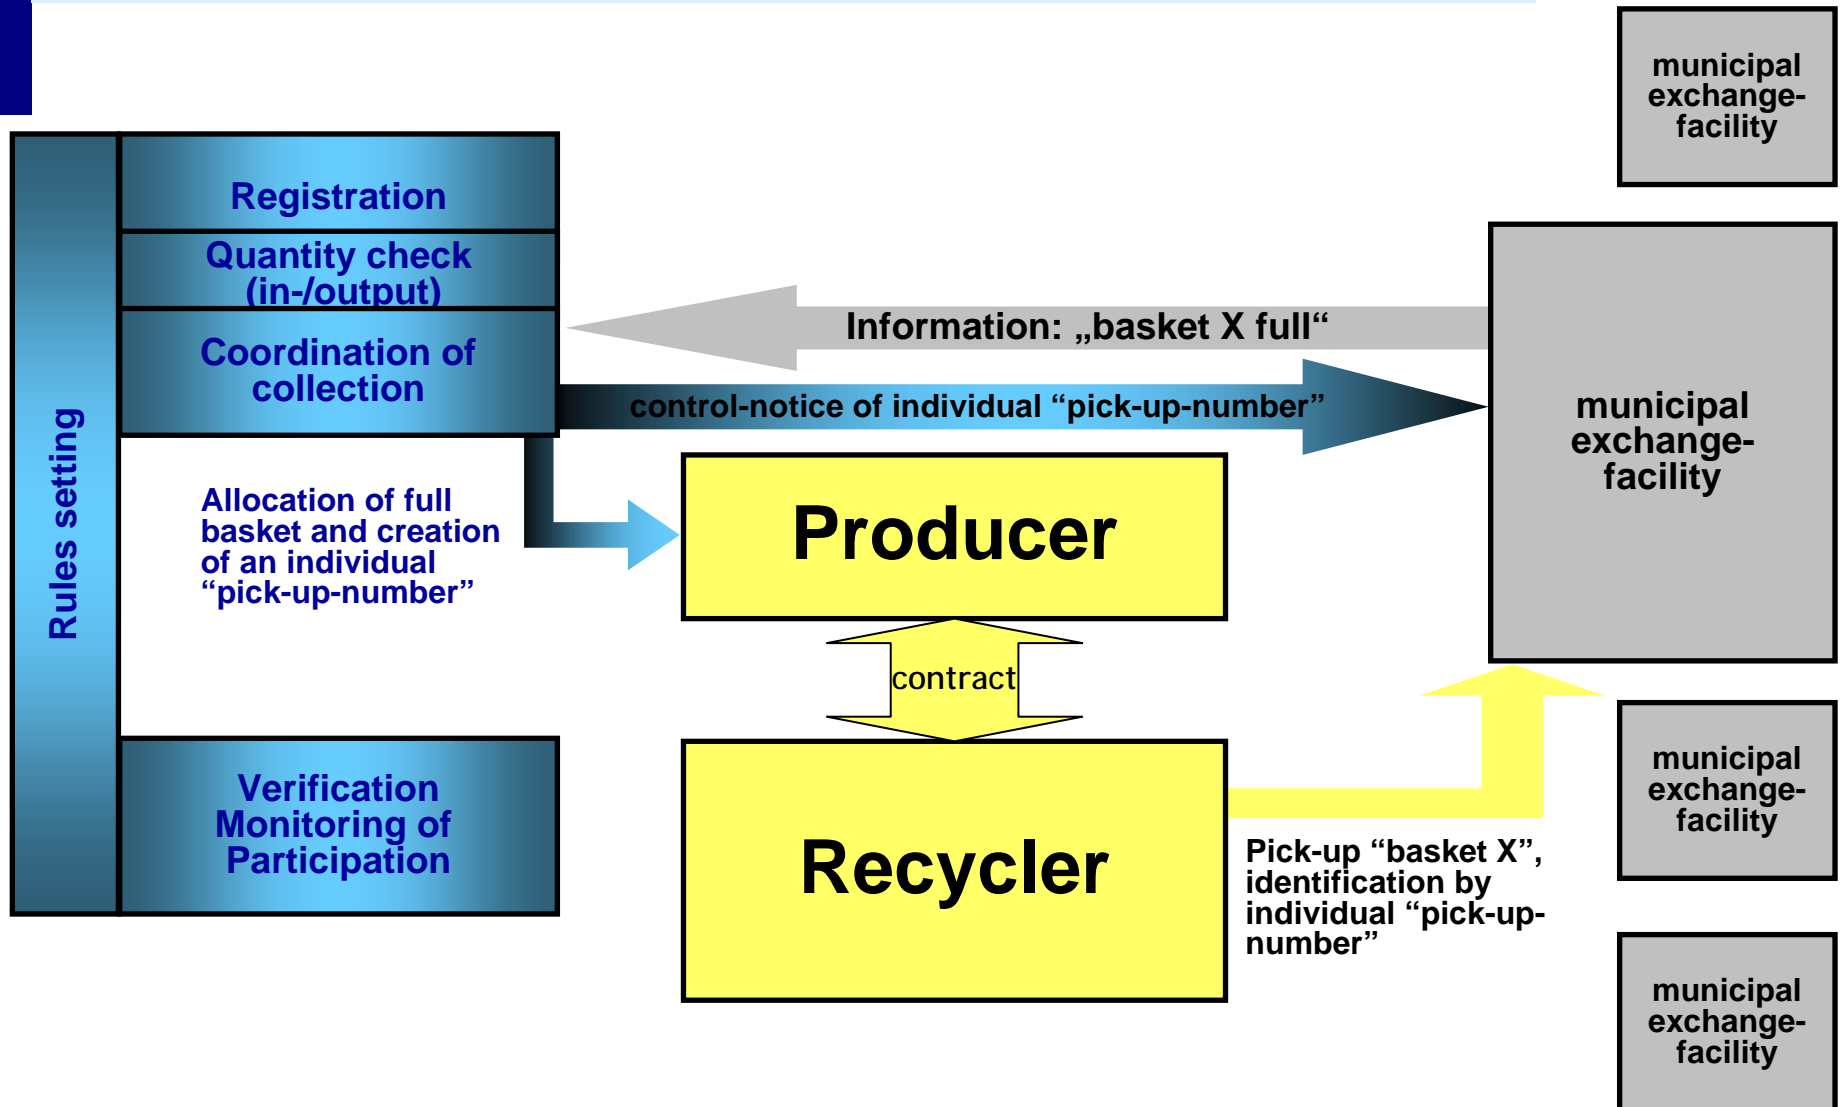 municipal
exchange-
facility
Registration
Quantity check
(in-/output)
Coordination of
collection
Rules setting
Information: „basket X full“
control-notice of individual “pick-up-number”
municipal
exchange-
facility
Allocation of full
basket and creation
of an individual
“pick-up-number”
Producer
contract
Verification
Monitoring of
Participation
Recycler
Pick-up “basket X”,
identification by
individual “pick-up-
number”
municipal
exchange-
facility
municipal
exchange-
facility